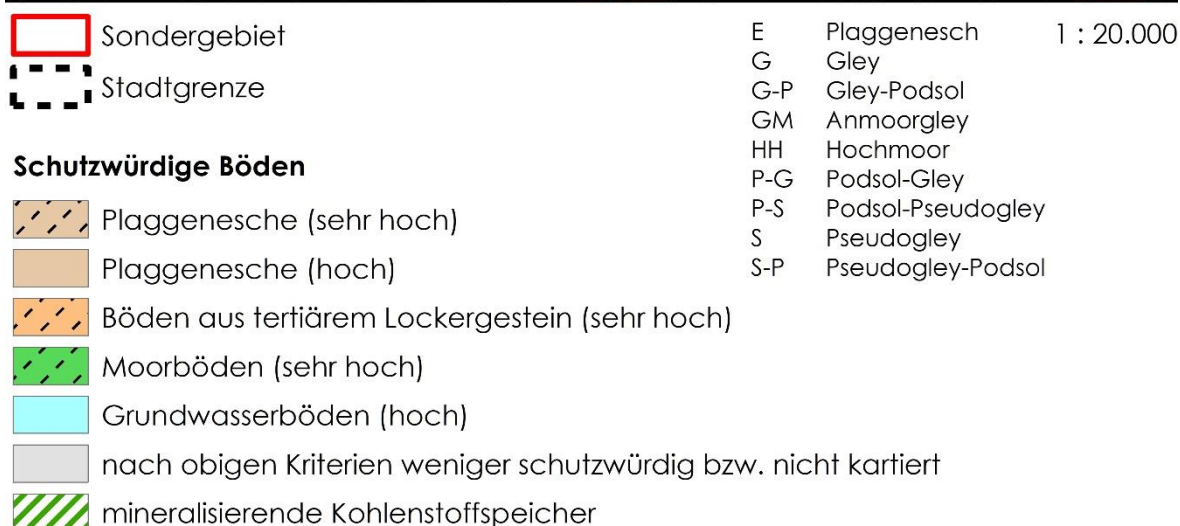 Sondergebiet
Stadtgrenze
Schutzwürdige Böden
Plaggenesche (sehr hoch)
Plaggenesche (hoch)
Böden aus tertiärem Lockergestein (sehr hoch)
Moorböden (sehr hoch)
Grundwasserböden (hoch)
nach obigen Kriterien weniger schutzwürdig bzw. nicht kartiert
mineralisierende Kohlenstoffspeicher
E Plaggenesch
G Gley
G-P Gley-Podsol
GM Anmoorgley
HH Hochmoor
P-G Podsol-Gley
P-S Podsol-Pseudogley
S Pseudogley
S-P Pseudogley-Podsol
1 : 20.000